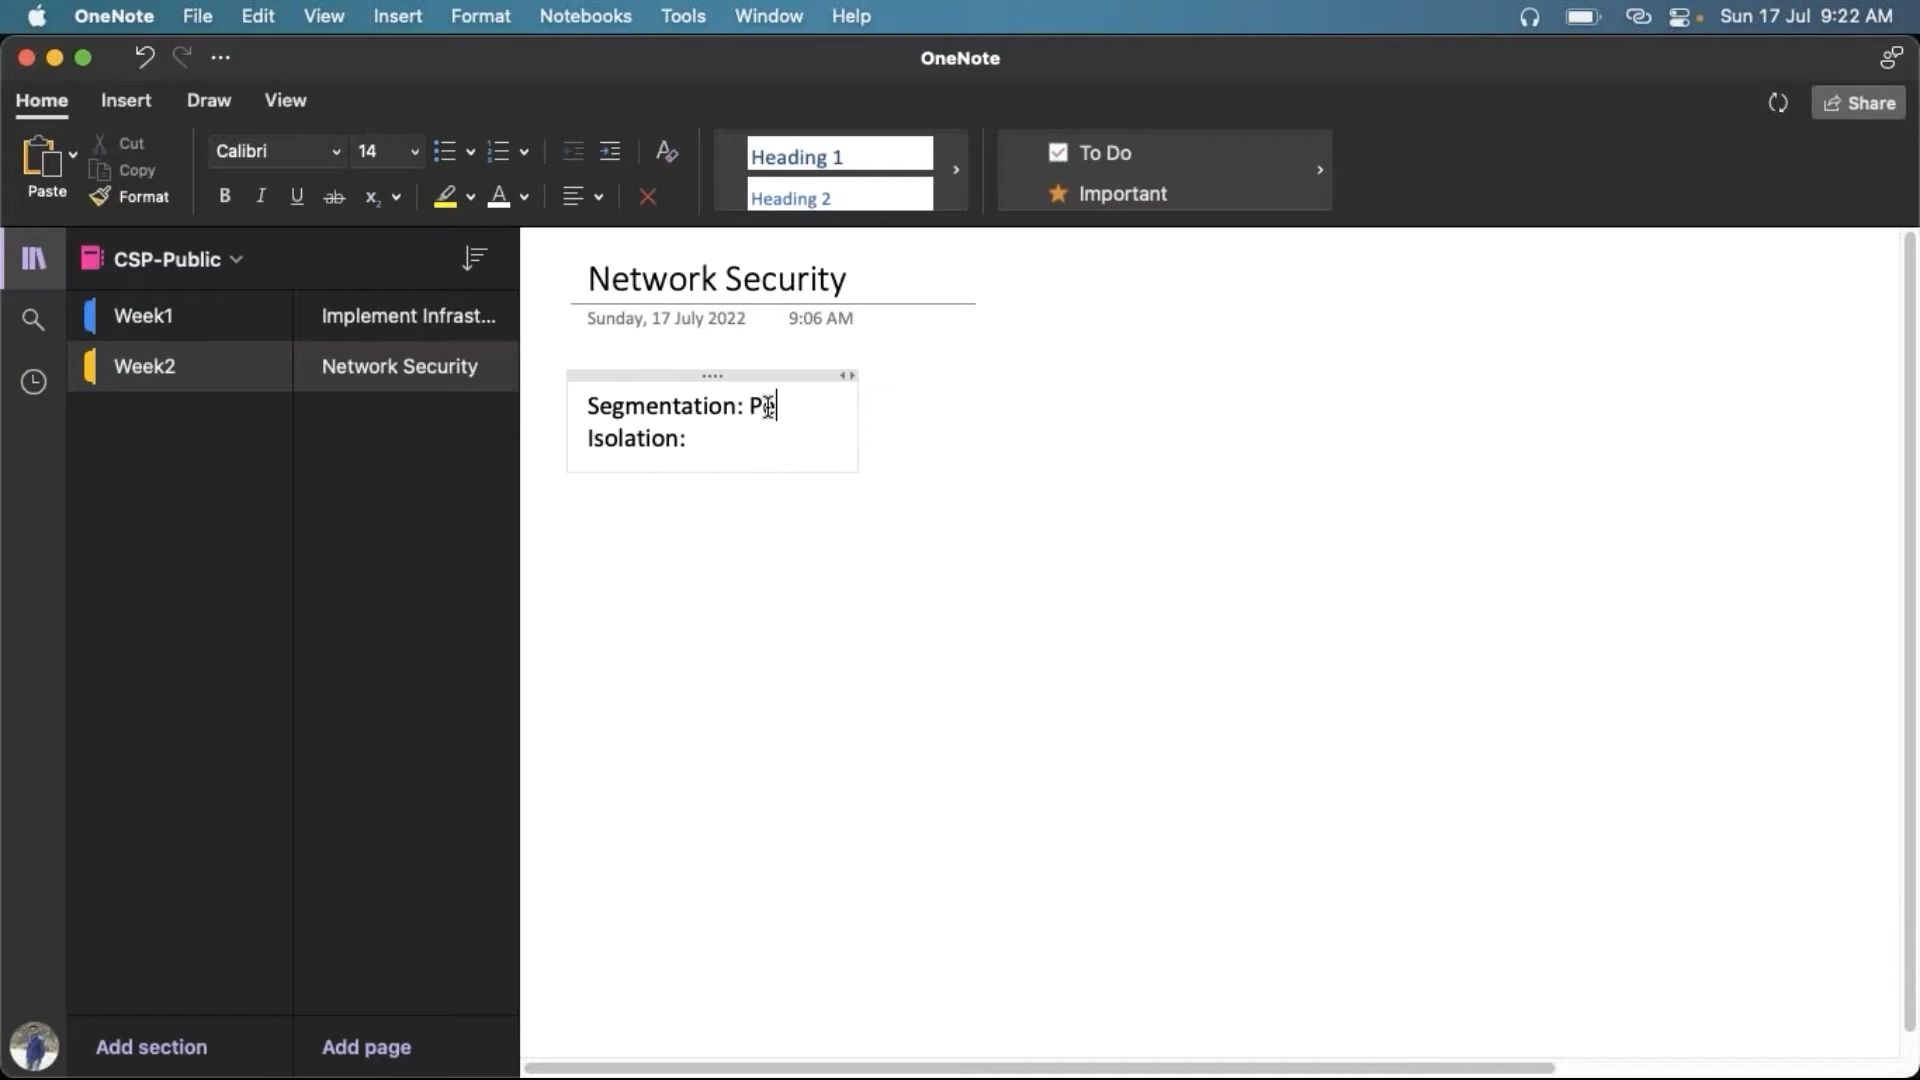 OneNote File Edit View Insert Format Notebooks Tools Window Help Sun 17 Jul 9:22 AM
OneNote
Home Insert Draw View Share
Paste Cut Copy Format
Calibri 14
B I U ab x₂ A
Heading 1
Heading 2
To Do
Important
CSP-Public
Week1 Implement Infrast...
Week2 Network Security
Network Security
Sunday, 17 July 2022 9:06 AM
Segmentation:
Isolation:
Add section Add page